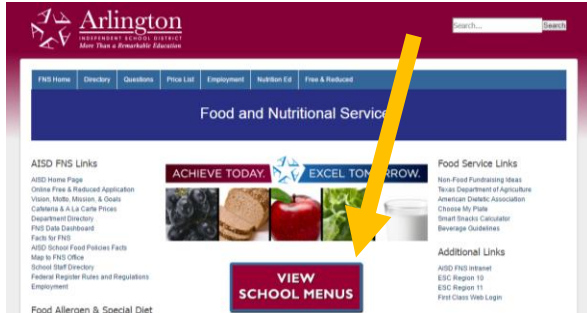 Arlington
INDEPENDENT SCHOOL DISTRICT
More Than a Remarkable Education
Search...
Search
FNS Home Directory Questions Price List Employment Nutrition Ed Free & Reduced
Food and Nutritional Service
AISD FNS Links
AISD Home Page
Online Free & Reduced Application
Vision, Motto, Mission, & Goals
Cafeteria & A La Carte Prices
Department Directory
FNS Data Dashboard
Facts for FNS
AISD School Food Policies Facts
Map to FNS Office
School Staff Directory
Federal Register Rules and Regulations
Employment
Food Allergen & Special Diet
ACHIEVE TODAY. EXCEL TOMORROW.
VIEW
SCHOOL MENUS
Food Service Links
Non-Food Fundraising Ideas
Texas Department of Agriculture
American Dietetic Association
Choose My Plate
Smart Snacks Calculator
Beverage Guidelines
Additional Links
AISD FNS Intranet
ESC Region 10
ESC Region 11
First Class Web Login